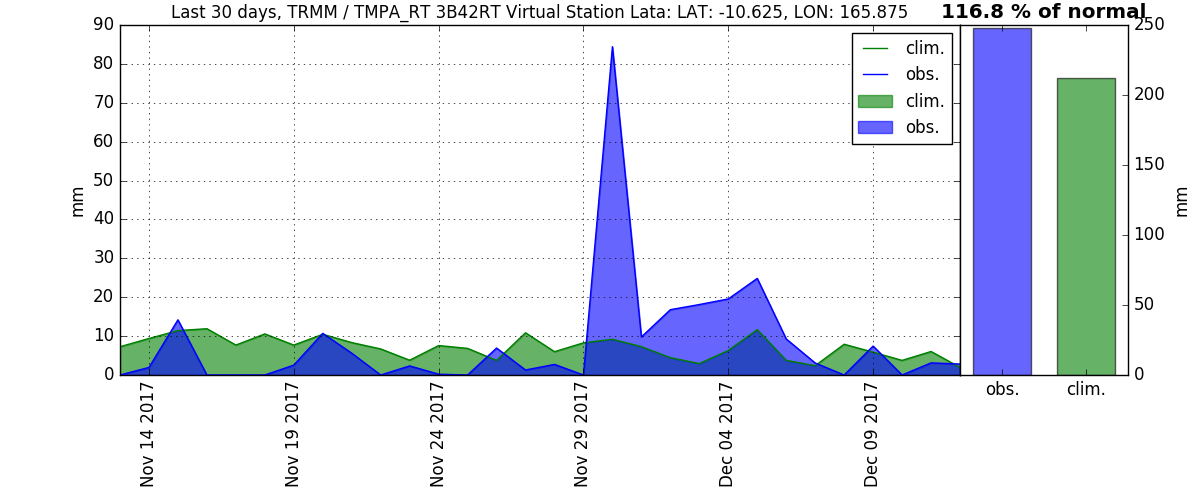 Last 30 days, TRMM / TMPA_RT 3B42RT Virtual Station Lata: LAT: -10.625, LON: 165.875
116.8 % of normal
90
80
70
60
50
40
30
20
10
0
mm
clim.
obs.
clim.
obs.
Nov 14 2017
Nov 19 2017
Nov 24 2017
Nov 29 2017
Dec 04 2017
Dec 09 2017
250
200
150
100
50
0
mm
obs.
clim.